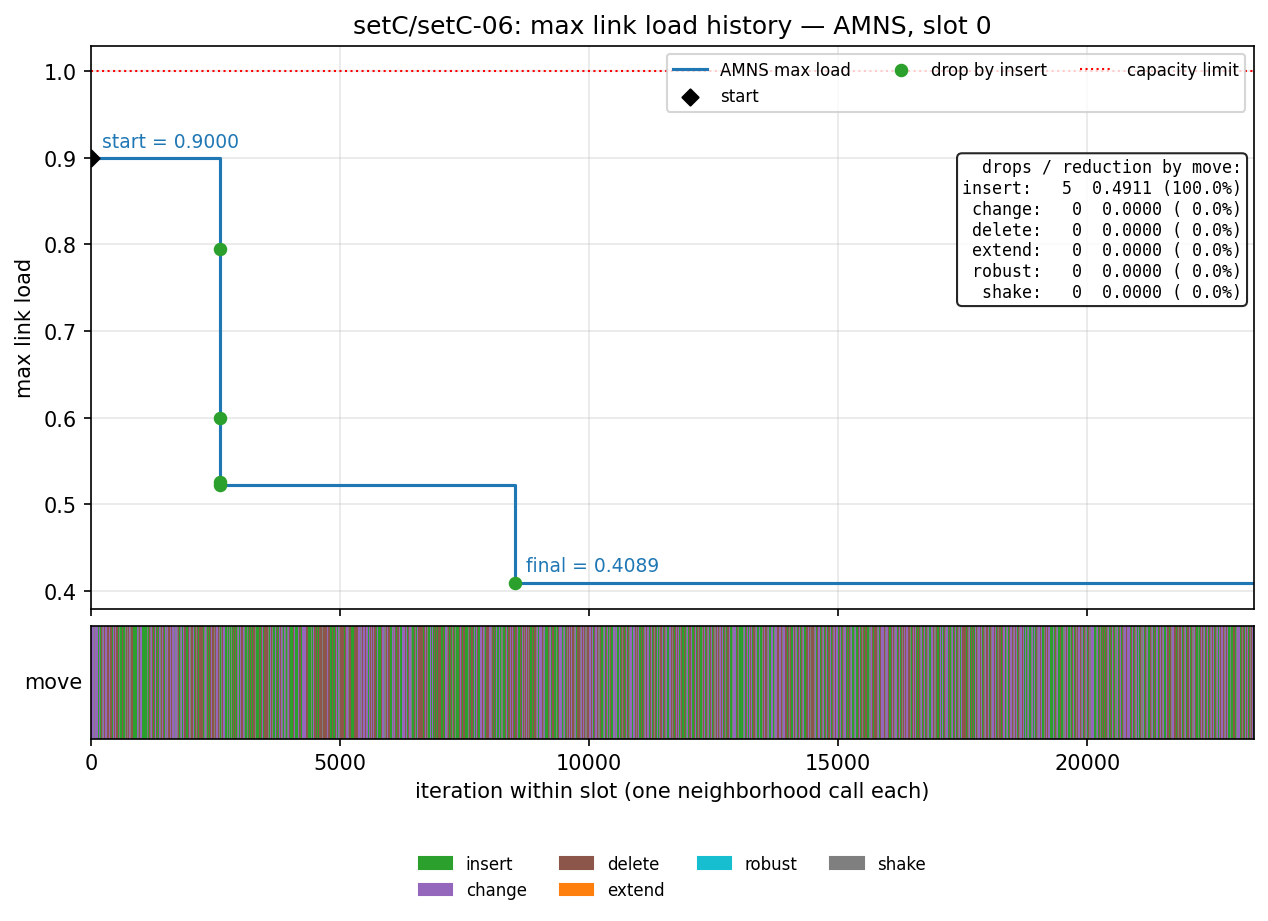 setC/setC-06: max link load history — AMNS, slot 0
AMNS max load
drop by insert
capacity limit
start
start = 0.9000
drops / reduction by move:
insert:   5  0.4911 (100.0%)
change:   0  0.0000 (  0.0%)
delete:   0  0.0000 (  0.0%)
extend:   0  0.0000 (  0.0%)
robust:   0  0.0000 (  0.0%)
shake:   0  0.0000 (  0.0%)
final = 0.4089
max link load
1.0
0.9
0.8
0.7
0.6
0.5
0.4
move
0
5000
10000
15000
20000
iteration within slot (one neighborhood call each)
insert
delete
robust
shake
change
extend